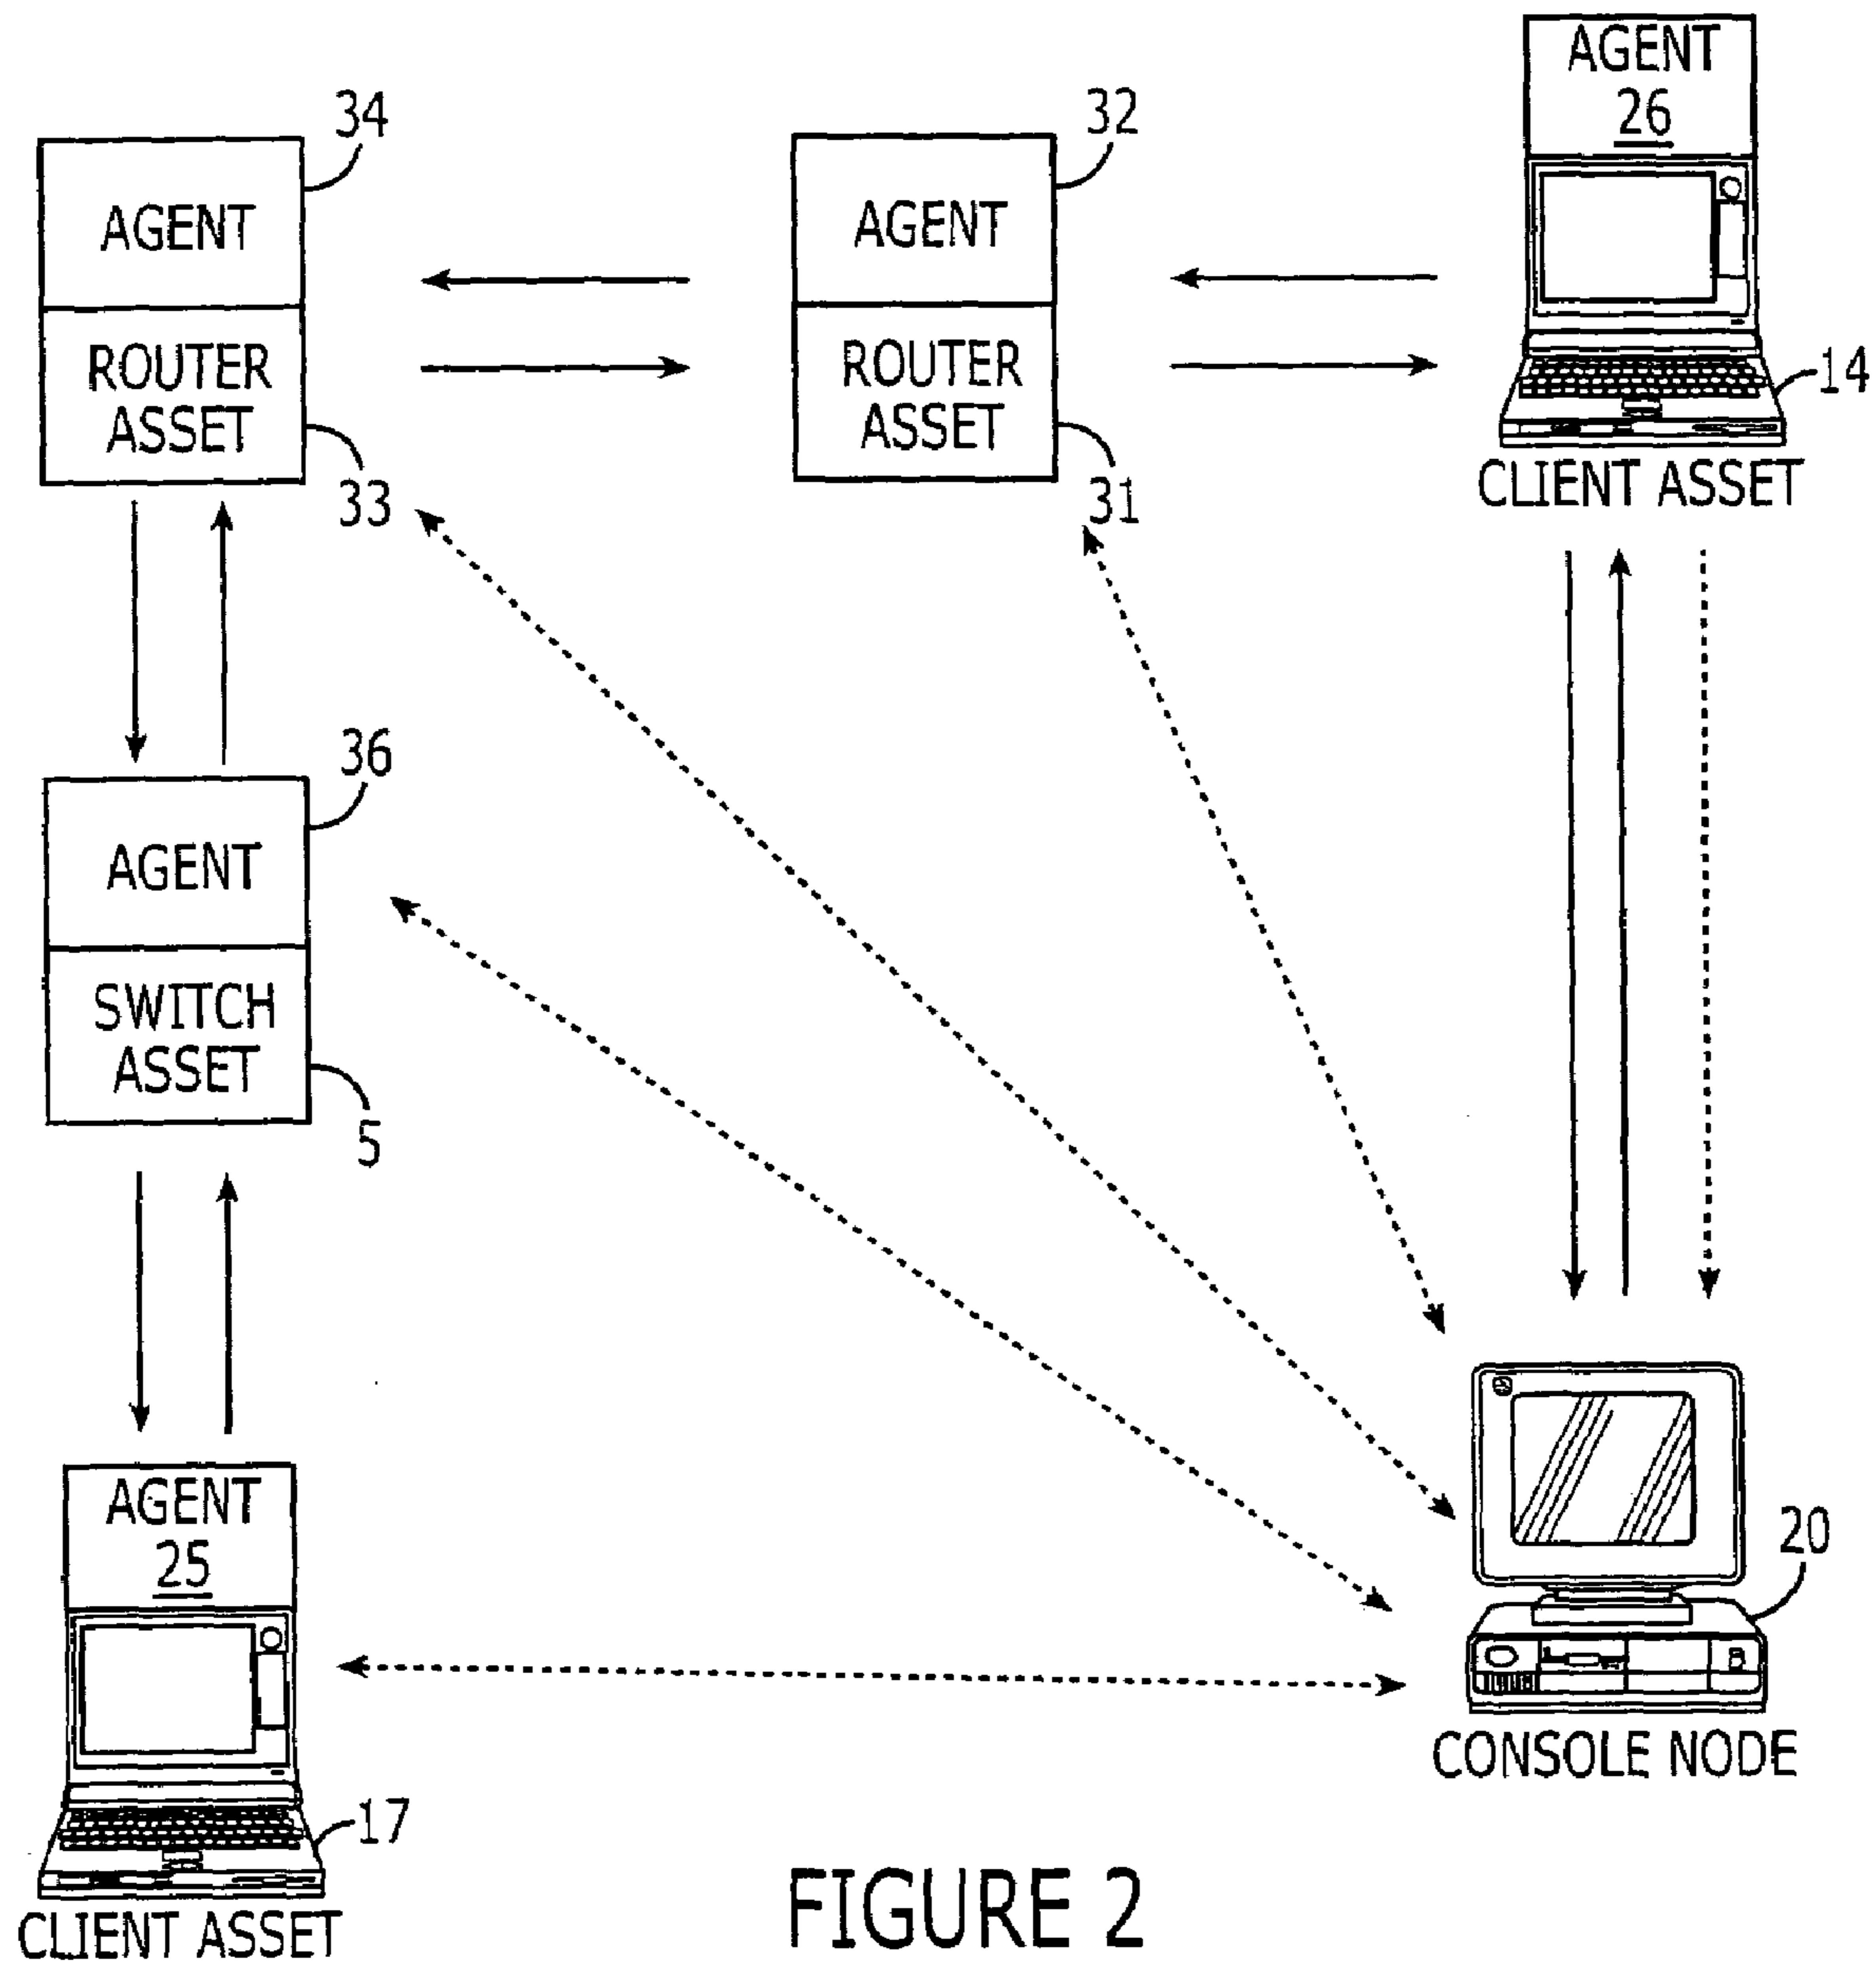 AGENT
26
34
32
AGENT
AGENT
ROUTER
ASSET
ROUTER
ASSET
14
33
31
CLIENT ASSET
36
AGENT
SWITCH
ASSET
5
AGENT
25
20
CONSOLE NODE
17
FIGURE 2
CLIENT ASSET